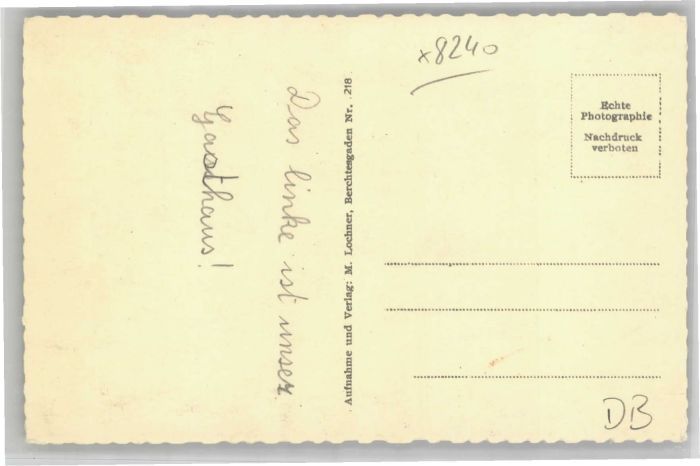 x8240
Echte
Photographie
Nachdruck
verboten
Das linke ist unser
Gasthaus!
Aufnahme und Verlag: M. Lochner, Berchtesgaden Nr. 218
DB